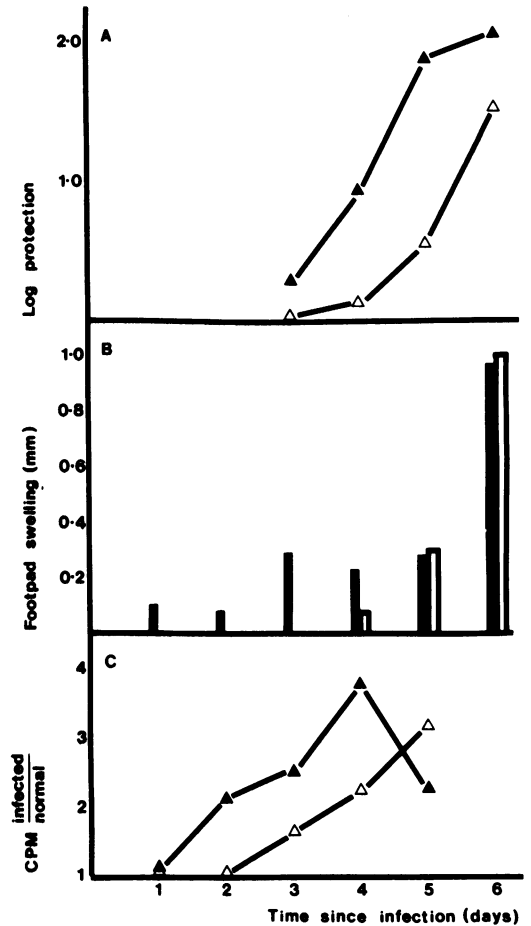 A
2·0
1·0
Log protection
B
1·0
0·8
0·6
0·4
0·2
Footpad swelling (mm)
C
4
3
2
1
CPM infected
normal
1 2 3 4 5 6
Time since infection (days)